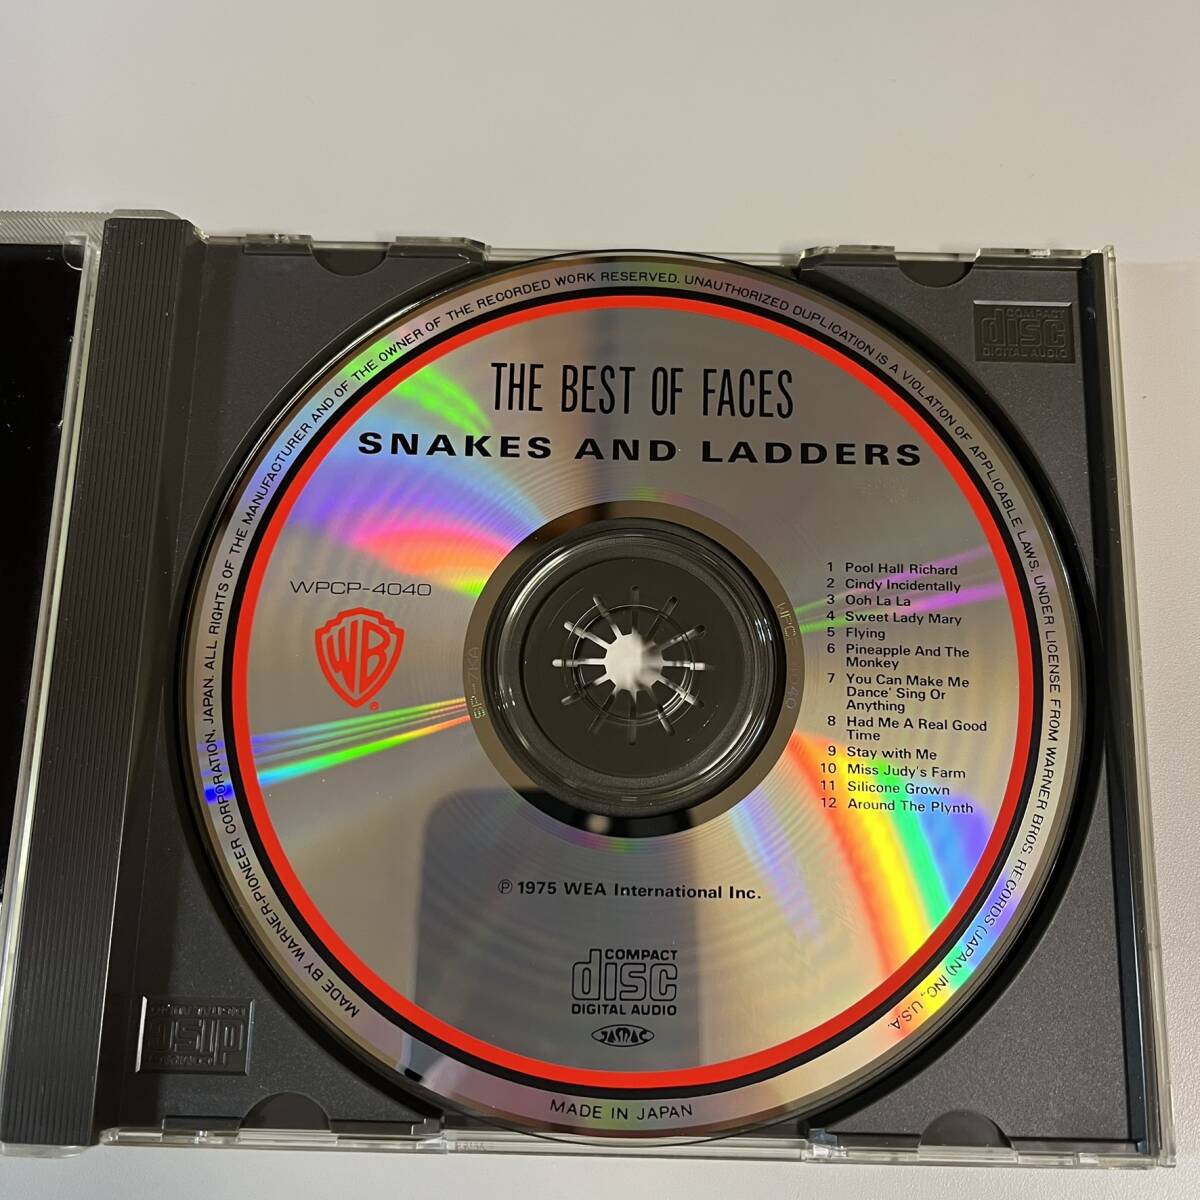 THE BEST OF FACES
SNAKES AND LADDERS
WPCP-4040
WB
®
1 Pool Hall Richard
2 Cindy Incidentally
3 Ooh La La
4 Sweet Lady Mary
5 Flying
6 Pineapple And The
Monkey
7 You Can Make Me
Dance' Sing Or
Anything
8 Had Me A Real Good
Time
9 Stay with Me
10 Miss Judy's Farm
11 Silicone Grown
12 Around The Plynth
℗ 1975 WEA International Inc.
COMPACT
disc
DIGITAL AUDIO
JASRAC
MADE IN JAPAN
MADE BY WARNER-PIONEER CORPORATION, JAPAN. ALL RIGHTS OF THE MANUFACTURER AND OF THE OWNER OF THE RECORDED WORK RESERVED. UNAUTHORIZED DUPLICATION IS A VIOLATION OF APPLICABLE LAWS. UNDER LICENSE FROM WARNER BROS. RECORDS (JAPAN) INC., U.S.A.
COMPACT
disc
DIGITAL AUDIO
COMPACT
disc
DIGITAL AUDIO